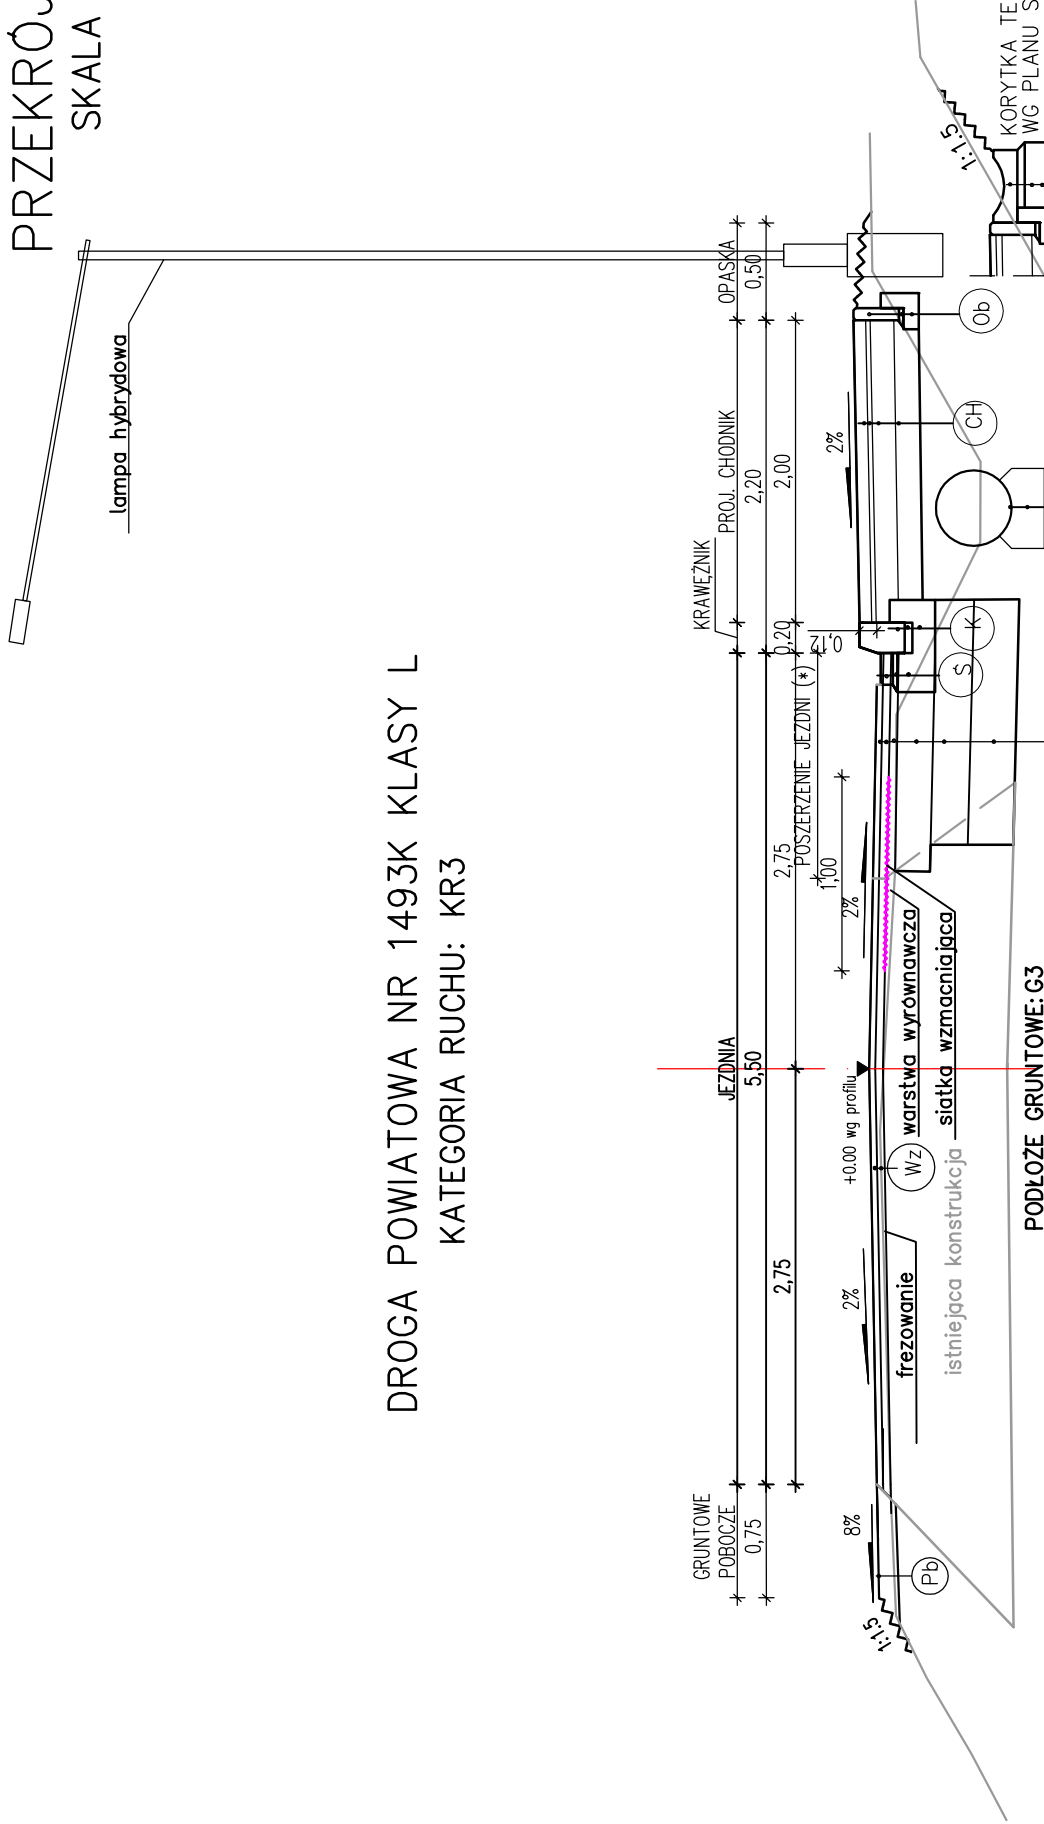 PRZEKRÓJ
SKALA
lampa hybrydowa
DROGA POWIATOWA NR 1493K KLASY L
KATEGORIA RUCHU: KR3
GRUNTOWE
POBOCZE
0,75
JEZDNIA
5,50
2,75
2,75
KRAWĘŻNIK
0,20
PROJ. CHODNIK
2,20
2,00
OPASKA
0,50
POSZERZENIE JEZDNI (*)
1,00
0,12
8%
2%
2%
2%
+0.00 wg profilu
1:1.5
1:1.5
Pb
Wz
Ś
K
CH
Ob
frezowanie
warstwa wyrównawcza
siatka wzmacniająca
istniejąca konstrukcja
PODŁOŻE GRUNTOWE: G3
KORYTKA TE
WG PLANU S